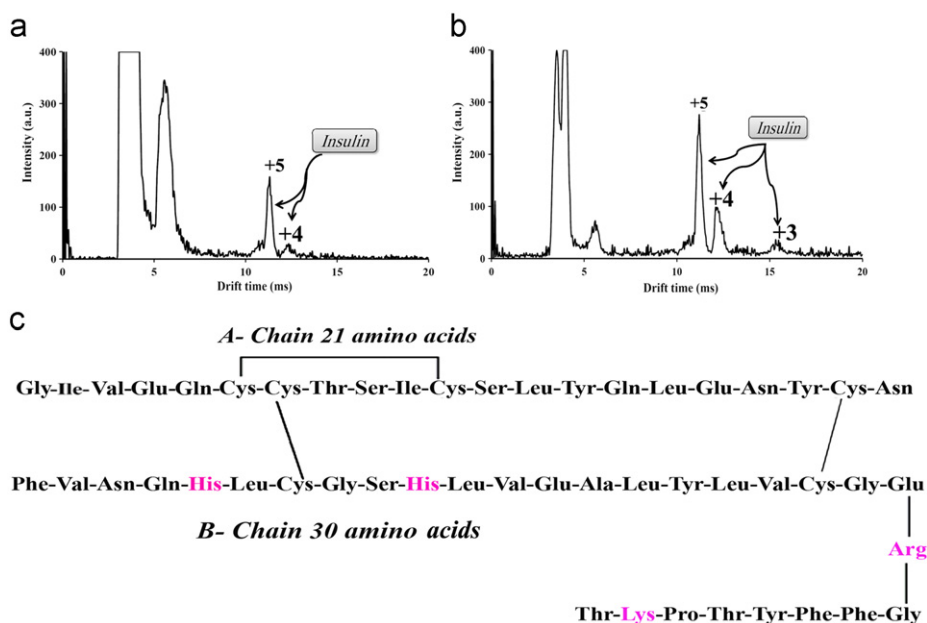 a
b
400
300
200
100
0
Intensity (a.u.)
+5
Insulin
+4
0
5
10
15
20
Drift time (ms)
400
300
200
100
0
Intensity (a.u.)
+5
Insulin
+4
+3
0
5
10
15
20
Drift time (ms)
c
A- Chain 21 amino acids
Gly-Ile-Val-Glu-Gln-Cys-Cys-Thr-Ser-Ile-Cys-Ser-Leu-Tyr-Gln-Leu-Glu-Asn-Tyr-Cys-Asn
Phe-Val-Asn-Gln-His-Leu-Cys-Gly-Ser-His-Leu-Val-Glu-Ala-Leu-Tyr-Leu-Val-Cys-Gly-Glu
B- Chain 30 amino acids
Arg
Thr-Lys-Pro-Thr-Tyr-Phe-Phe-Gly